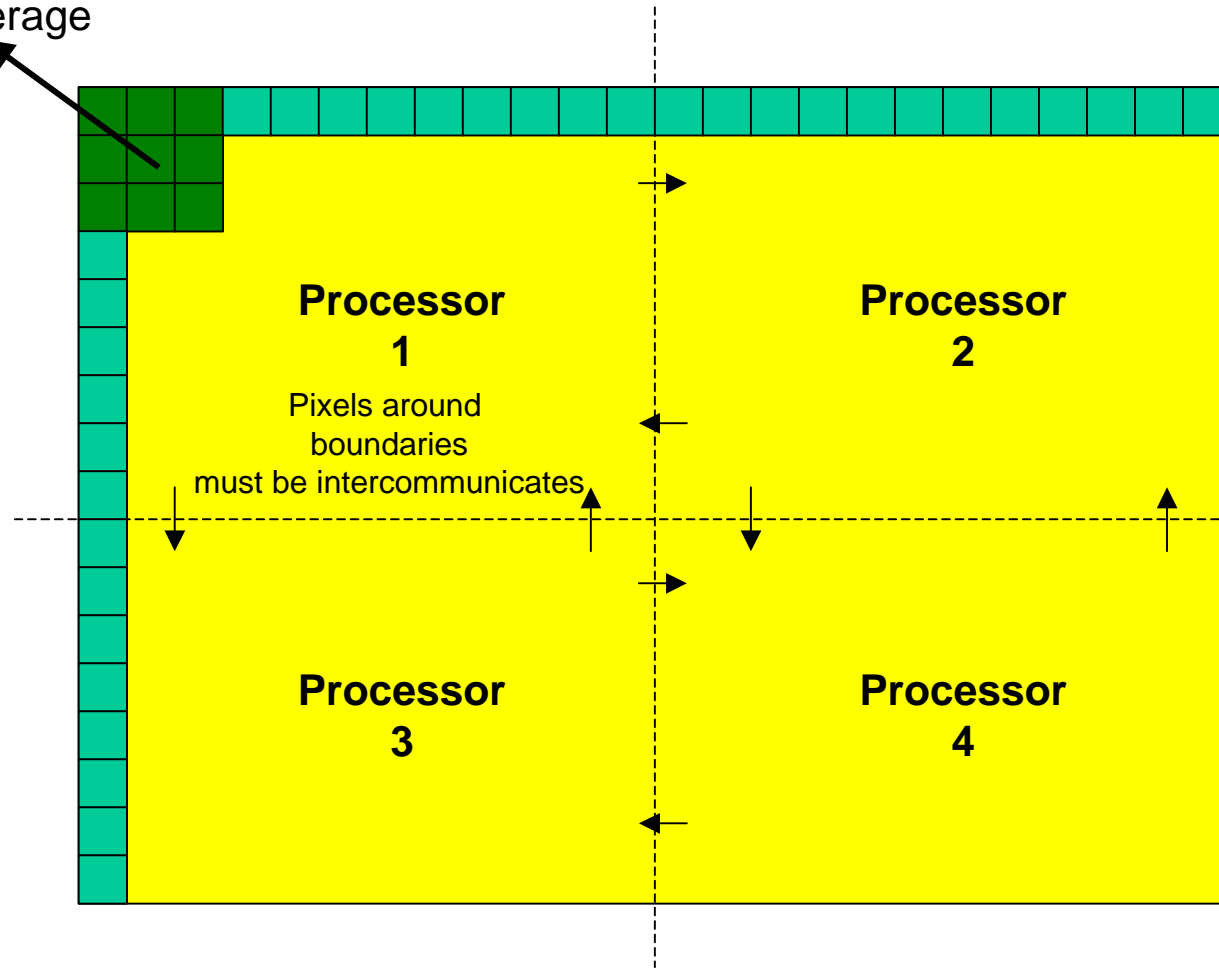 erage
Processor
1
Processor
2
Pixels around
boundaries
must be intercommunicates
Processor
3
Processor
4